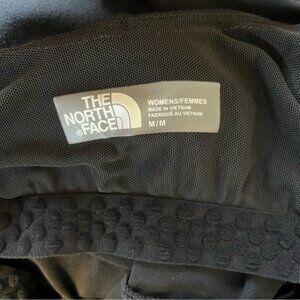 THE
NORTH
FACE
WOMENS/FEMMES
MADE IN VIETNAM
FABRIQUÉ AU VIETNAM
M/M